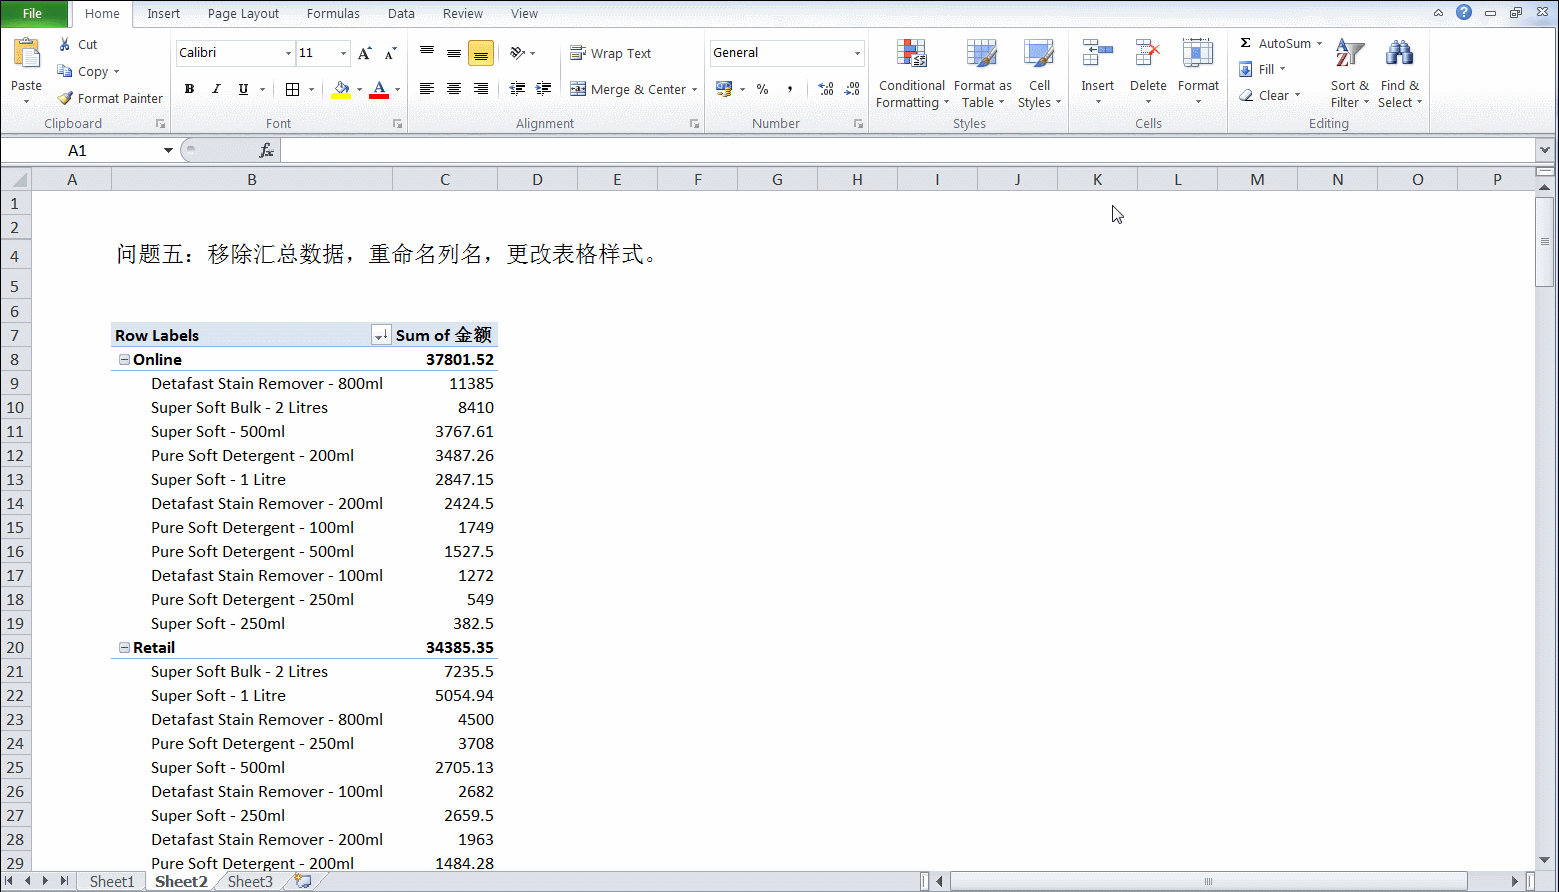 File Home Insert Page Layout Formulas Data Review View
Paste
Cut
Copy
Format Painter
Clipboard
Calibri 11
A A
B I U A
Font
Wrap Text
Merge & Center
Alignment
General
% , .00 .0
Number
Conditional Formatting
Format as Table
Cell Styles
Styles
Insert Delete Format
Cells
Σ AutoSum
Fill
Clear
Sort & Filter
Find & Select
Editing
A1 fx
A B C D E F G H I J K L M N O P
1
2
4 问题五：移除汇总数据，重命名列名，更改表格样式。
5
6
7 Row Labels Sum of 金额
8 Online 37801.52
9 Detafast Stain Remover - 800ml 11385
10 Super Soft Bulk - 2 Litres 8410
11 Super Soft - 500ml 3767.61
12 Pure Soft Detergent - 200ml 3487.26
13 Super Soft - 1 Litre 2847.15
14 Detafast Stain Remover - 200ml 2424.5
15 Pure Soft Detergent - 100ml 1749
16 Pure Soft Detergent - 500ml 1527.5
17 Detafast Stain Remover - 100ml 1272
18 Pure Soft Detergent - 250ml 549
19 Super Soft - 250ml 382.5
20 Retail 34385.35
21 Super Soft Bulk - 2 Litres 7235.5
22 Super Soft - 1 Litre 5054.94
23 Detafast Stain Remover - 800ml 4500
24 Pure Soft Detergent - 250ml 3708
25 Super Soft - 500ml 2705.13
26 Detafast Stain Remover - 100ml 2682
27 Super Soft - 250ml 2659.5
28 Detafast Stain Remover - 200ml 1963
29 Pure Soft Detergent - 200ml 1484.28
Sheet1 Sheet2 Sheet3